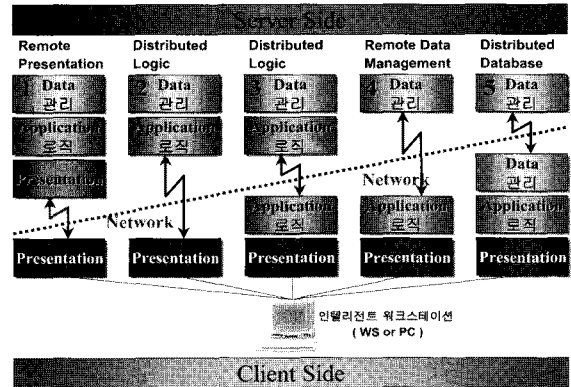 Server Side
Remote Presentation
Distributed Logic
Distributed Logic
Remote Data Management
Distributed Database
1 Data 관리
2 Data 관리
3 Data 관리
4 Data 관리
5 Data 관리
Application 로직
Application 로직
Application 로직
Presentation
Data 관리
Network
Network
Application 로직
Application 로직
Application 로직
Presentation
Presentation
Presentation
Presentation
Presentation
인텔리전트 워크스테이션
( WS or PC )
Client Side